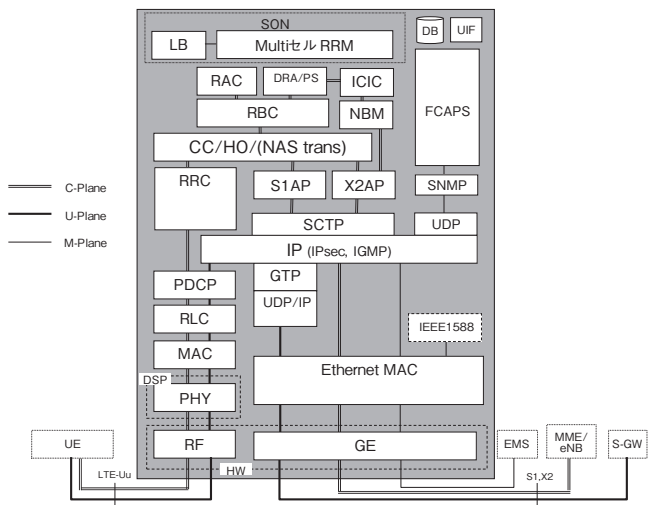 SON
LB
Multiセル RRM
DB
UIF
RAC
DRA/PS
ICIC
RBC
NBM
FCAPS
CC/HO/(NAS trans)
RRC
S1AP
X2AP
SNMP
C-Plane
U-Plane
M-Plane
SCTP
UDP
IP (IPsec, IGMP)
GTP
PDCP
UDP/IP
RLC
IEEE1588
MAC
Ethernet MAC
DSP
PHY
UE
RF
GE
EMS
MME/
eNB
S-GW
HW
LTE-Uu
S1,X2